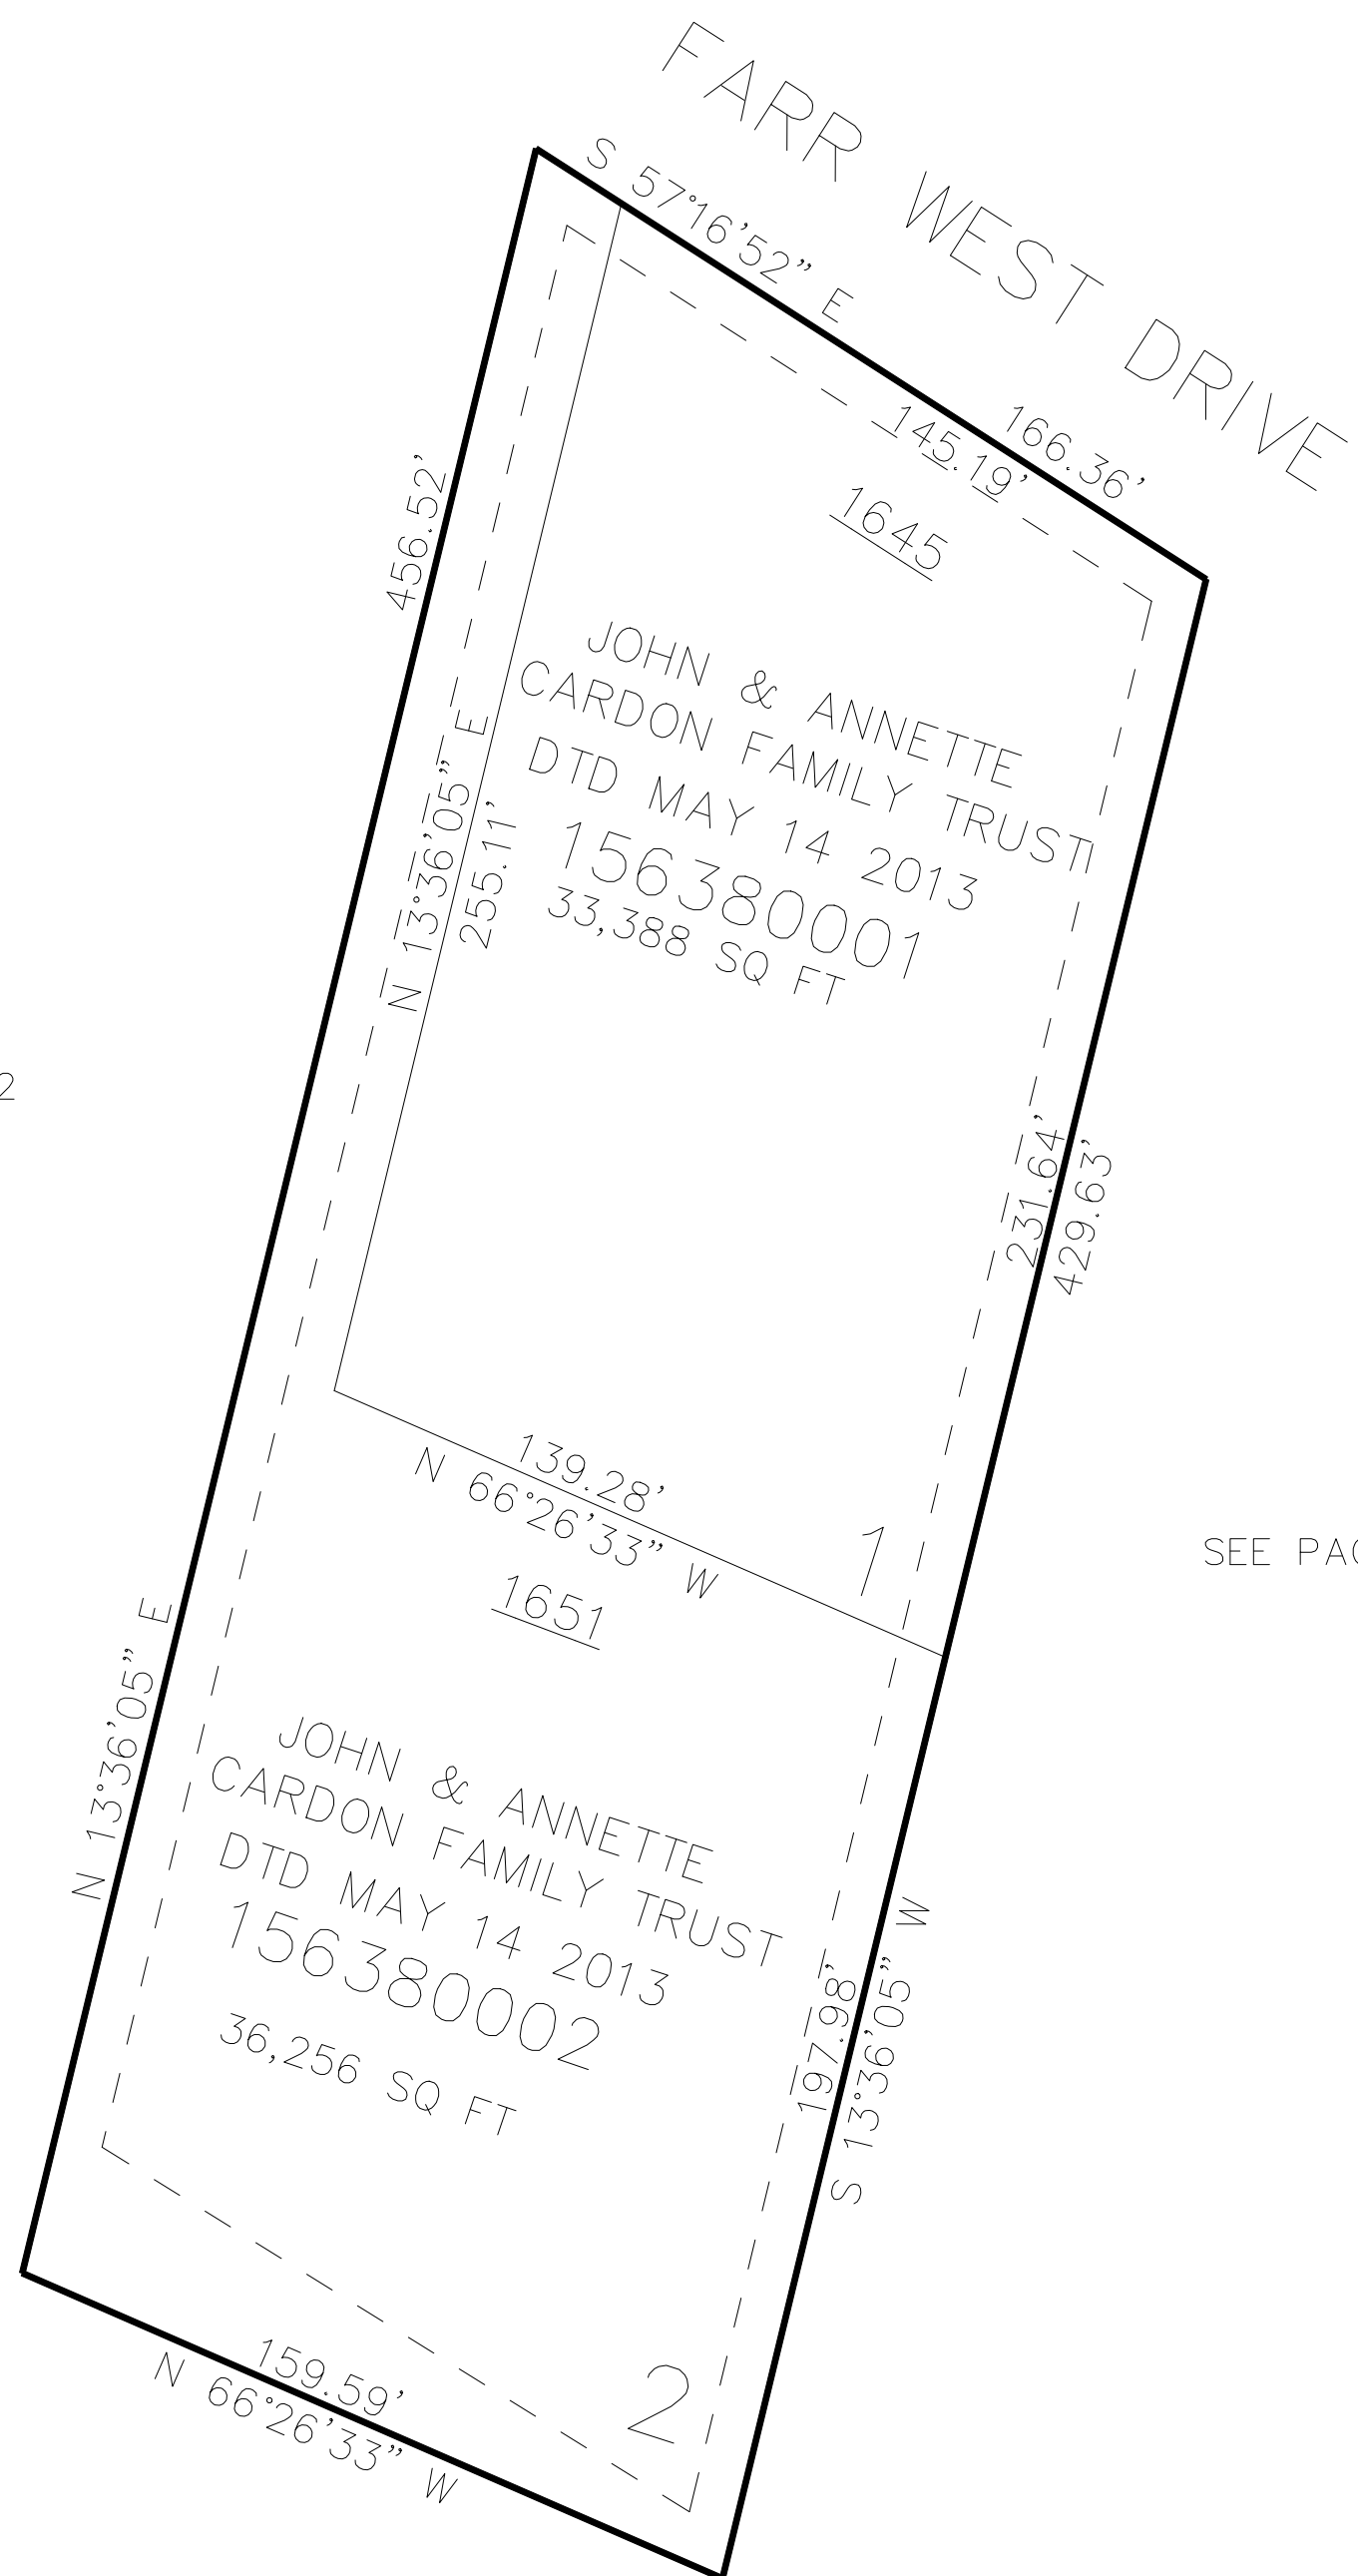 FARR WEST DRIVE
S 57°16'52" E
166.36'
145.19'
1645
456.52'
JOHN & ANNETTE
CARDON FAMILY TRUST
DTD MAY 14 2013
156380001
33,388 SQ FT
N 13°36'05" E
255.11'
2
231.64'
429.63'
139.28'
N 66°26'33" W
1
SEE PAG
1651
N 13°36'05" E
JOHN & ANNETTE
CARDON FAMILY TRUST
DTD MAY 14 2013
156380002
36,256 SQ FT
197.98'
S 13°36'05" W
159.59'
N 66°26'33" W
2